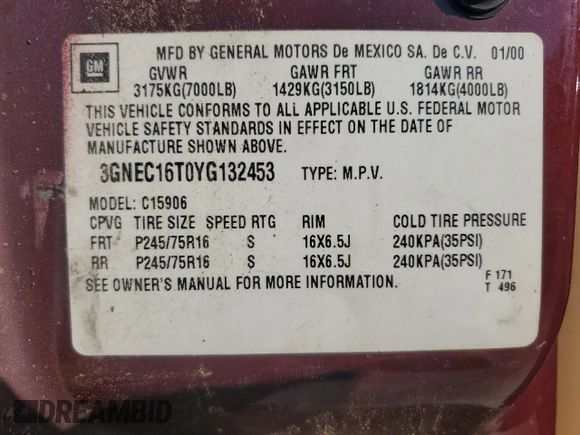 GM
MFD BY GENERAL MOTORS De MEXICO SA. De C.V. 01/00
GVWR GAWR FRT GAWR RR
3175KG(7000LB) 1429KG(3150LB) 1814KG(4000LB)
THIS VEHICLE CONFORMS TO ALL APPLICABLE U.S. FEDERAL MOTOR
VEHICLE SAFETY STANDARDS IN EFFECT ON THE DATE OF
MANUFACTURE SHOWN ABOVE.
3GNEC16T0YG132453 TYPE: M.P.V.
MODEL: C15906
CPVG TIRE SIZE SPEED RTG RIM COLD TIRE PRESSURE
FRT P245/75R16 S 16X6.5J 240KPA(35PSI)
RR P245/75R16 S 16X6.5J 240KPA(35PSI)
SEE OWNER'S MANUAL FOR MORE INFORMATION.
F 171
T 496
DREAMBID